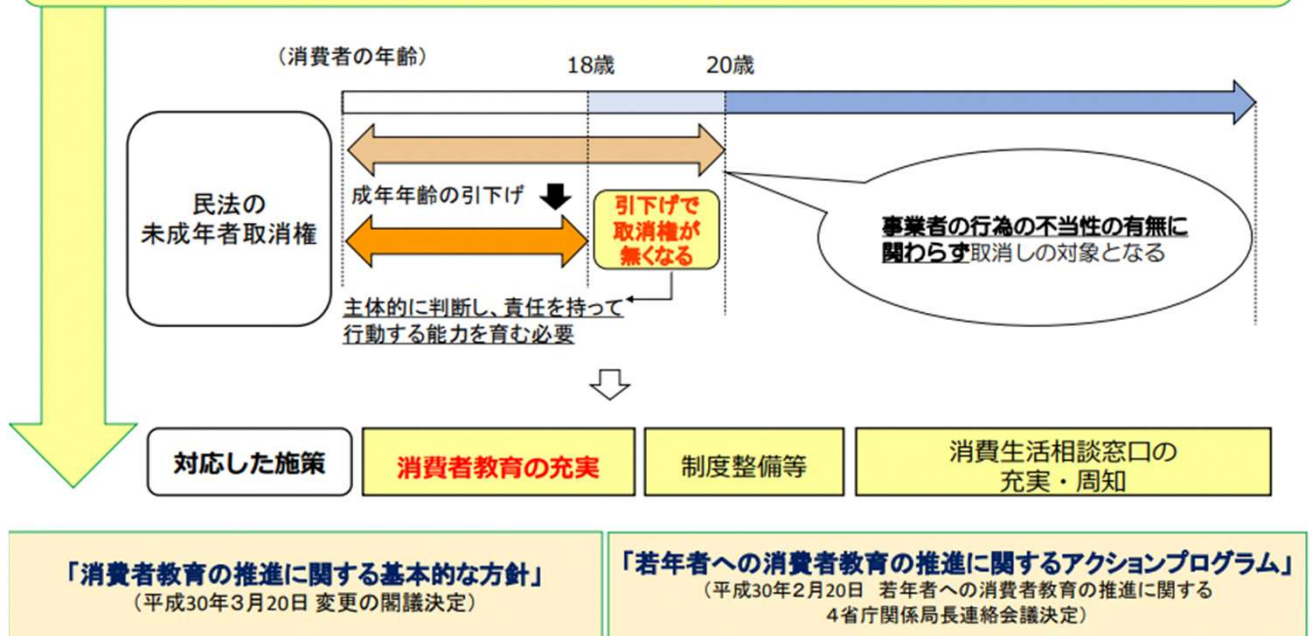 （消費者の年齢）
18歳
20歳
民法の
未成年者取消権
成年年齢の引下げ
引下げで
取消権が
無くなる
事業者の行為の不当性の有無に
関わらず取消しの対象となる
主体的に判断し、責任を持って
行動する能力を育む必要
対応した施策
消費者教育の充実
制度整備等
消費生活相談窓口の
充実・周知
「消費者教育の推進に関する基本的な方針」
（平成30年３月20日 変更の閣議決定）
「若年者への消費者教育の推進に関するアクションプログラム」
（平成30年２月20日 若年者への消費者教育の推進に関する
４省庁関係局長連絡会議決定）